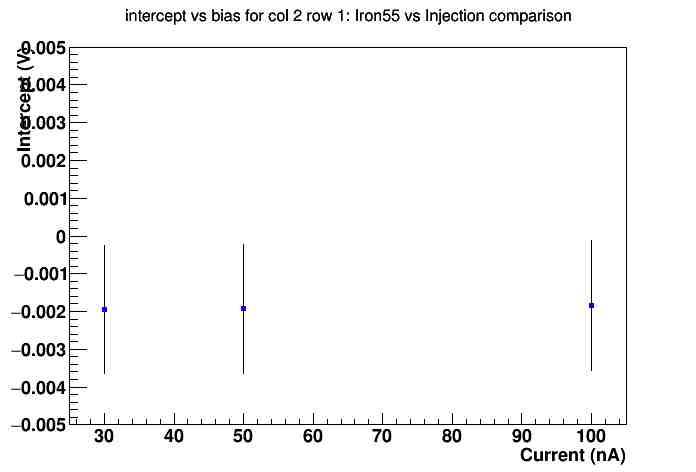 intercept vs bias for col 2 row 1: Iron55 vs Injection comparison
Intercept (V)
0.005
0.004
0.003
0.002
0.001
0
−0.001
−0.002
−0.003
−0.004
−0.005
30 40 50 60 70 80 90 100
Current (nA)